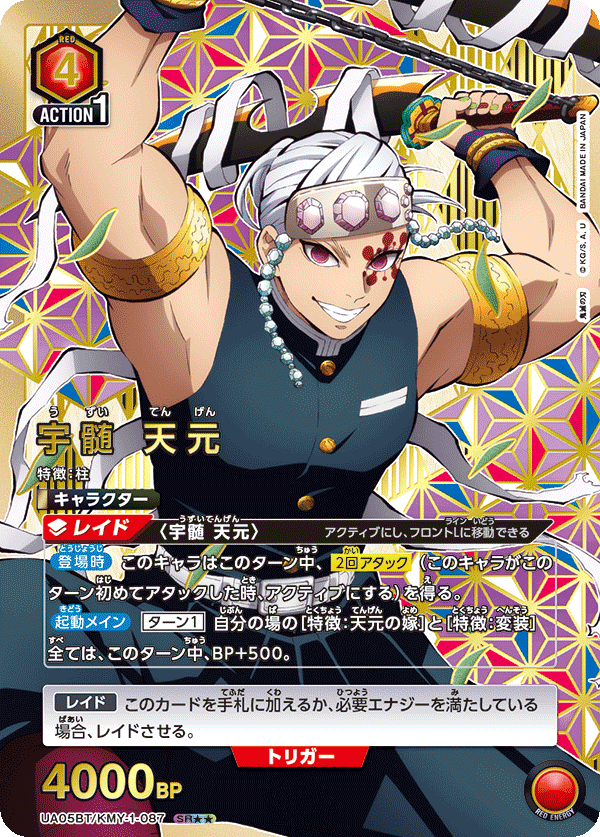 RED
4
ACTION 1
© KG/S, A, U BANDAI MADE IN JAPAN
鬼滅の刃
うずい てんげん
宇髄 天元
特徴：柱
キャラクター
レイド 〈宇髄 天元〉 アクティブにし、フロントLに移動できる
登場時 このキャラはこのターン中、2回アタック（このキャラがこの
ターン初めてアタックした時、アクティブにする）を得る。
起動メイン ターン1 自分の場の[特徴：天元の嫁]と[特徴：変装]
全ては、このターン中、BP+500。
レイド このカードを手札に加えるか、必要エナジーを満たしている
場合、レイドさせる。
トリガー
4000BP
RED ENERGY
UA05BT/KMY-1-087 SR★★